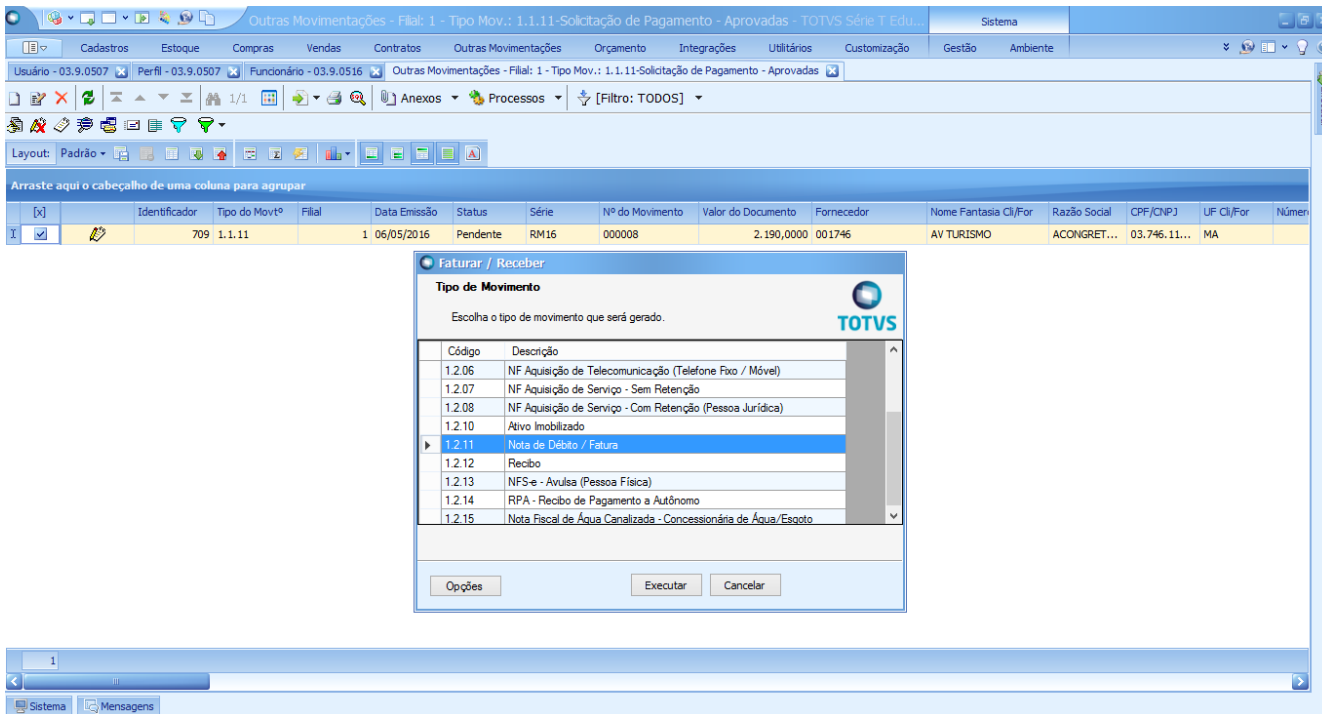 Outras Movimentações - Filial: 1 - Tipo Mov.: 1.1.11-Solicitação de Pagamento - Aprovadas - TOTVS Série T Edu... Sistema
Cadastros Estoque Compras Vendas Contratos Outras Movimentações Orçamento Integrações Utilitários Customização Gestão Ambiente
Usuário - 03.9.0507 Perfil - 03.9.0507 Funcionário - 03.9.0516 Outras Movimentações - Filial: 1 - Tipo Mov.: 1.1.11-Solicitação de Pagamento - Aprovadas
1/1 Anexos Processos [Filtro: TODOS]
Layout: Padrão
Arraste aqui o cabeçalho de uma coluna para agrupar
[x] Identificador Tipo do Movtº Filial Data Emissão Status Série Nº do Movimento Valor do Documento Fornecedor Nome Fantasia Cli/For Razão Social CPF/CNPJ UF Cli/For Númer
709 1.1.11 1 06/05/2016 Pendente RM16 000008 2.190,0000 001746 AV TURISMO ACONGRET... 03.746.11... MA
Faturar / Receber
Tipo de Movimento
Escolha o tipo de movimento que será gerado.
TOTVS
Código Descrição
1.2.06 NF Aquisição de Telecomunicação (Telefone Fixo / Móvel)
1.2.07 NF Aquisição de Serviço - Sem Retenção
1.2.08 NF Aquisição de Serviço - Com Retenção (Pessoa Jurídica)
1.2.10 Ativo Imobilizado
1.2.11 Nota de Débito / Fatura
1.2.12 Recibo
1.2.13 NFS-e - Avulsa (Pessoa Física)
1.2.14 RPA - Recibo de Pagamento a Autônomo
1.2.15 Nota Fiscal de Água Canalizada - Concessionária de Água/Esgoto
Opções Executar Cancelar
1
Sistema Mensagens